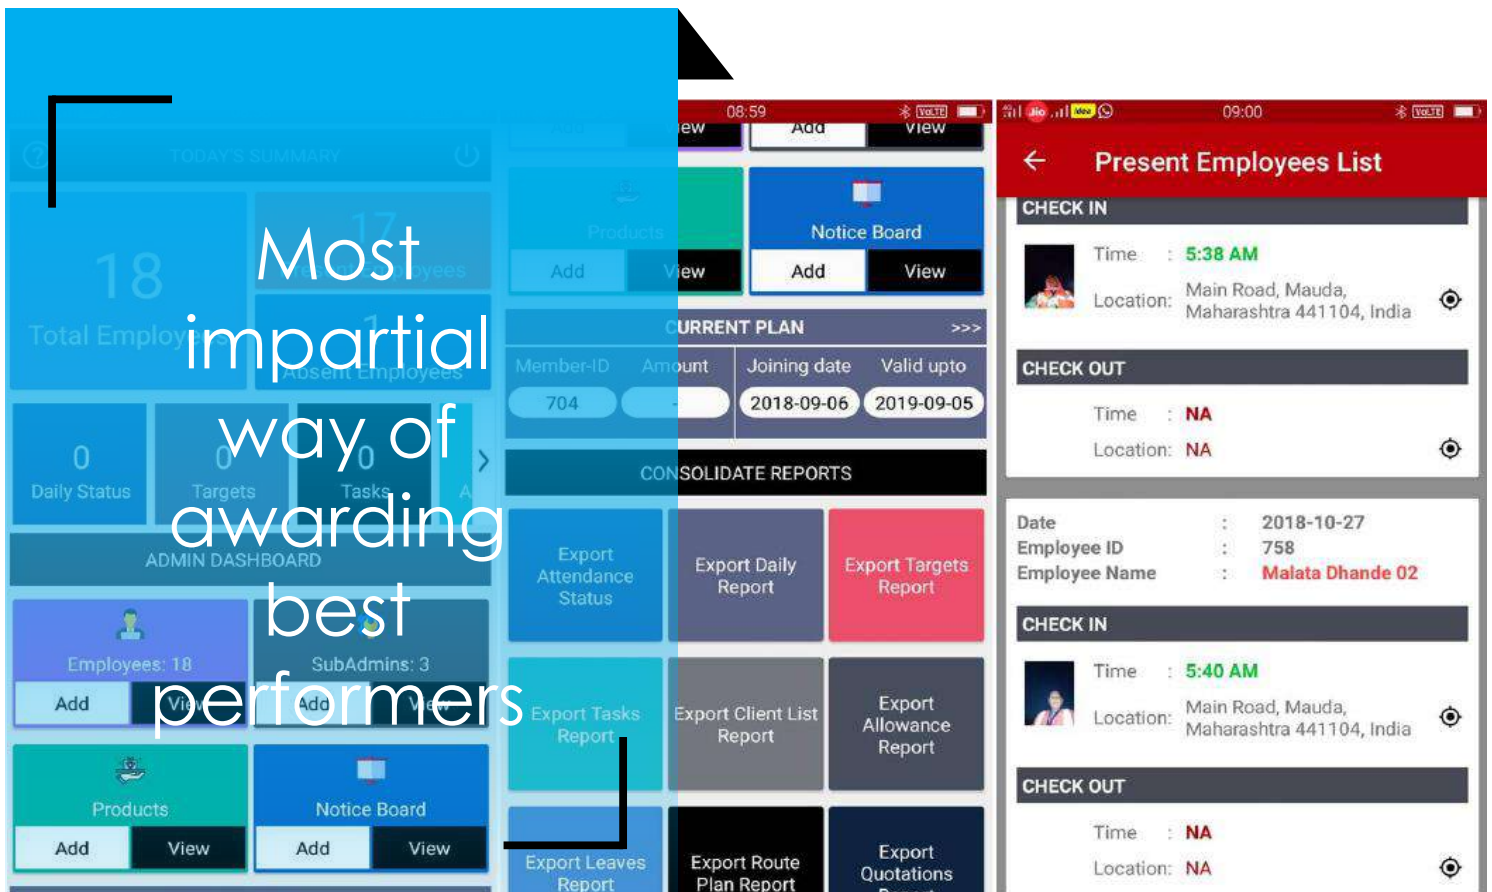 Most
impartial
way of
awarding
best
performers
TODAY'S SUMMARY
18
Total Employees
17
Present Employees
1
Absent Employees
0
Daily Status
0
Targets
0
Tasks
A
ADMIN DASHBOARD
Employees: 18
Add View
SubAdmins: 3
Add View
Products
Add View
Notice Board
Add View
08:59
VoLTE
Add View
Add View
Products
Add View
Notice Board
Add View
CURRENT PLAN >>>
Member-ID Amount Joining date Valid upto
704 - 2018-09-06 2019-09-05
CONSOLIDATE REPORTS
Export
Attendance
Status
Export Daily
Report
Export Targets
Report
Export Tasks
Report
Export Client List
Report
Export
Allowance
Report
Export Leaves
Report
Export Route
Plan Report
Export
Quotations
Jio idea 09:00 VoLTE
Present Employees List
CHECK IN
Time : 5:38 AM
Location: Main Road, Mauda,
Maharashtra 441104, India
CHECK OUT
Time : NA
Location: NA
Date : 2018-10-27
Employee ID : 758
Employee Name : Malata Dhande 02
CHECK IN
Time : 5:40 AM
Location: Main Road, Mauda,
Maharashtra 441104, India
CHECK OUT
Time : NA
Location: NA